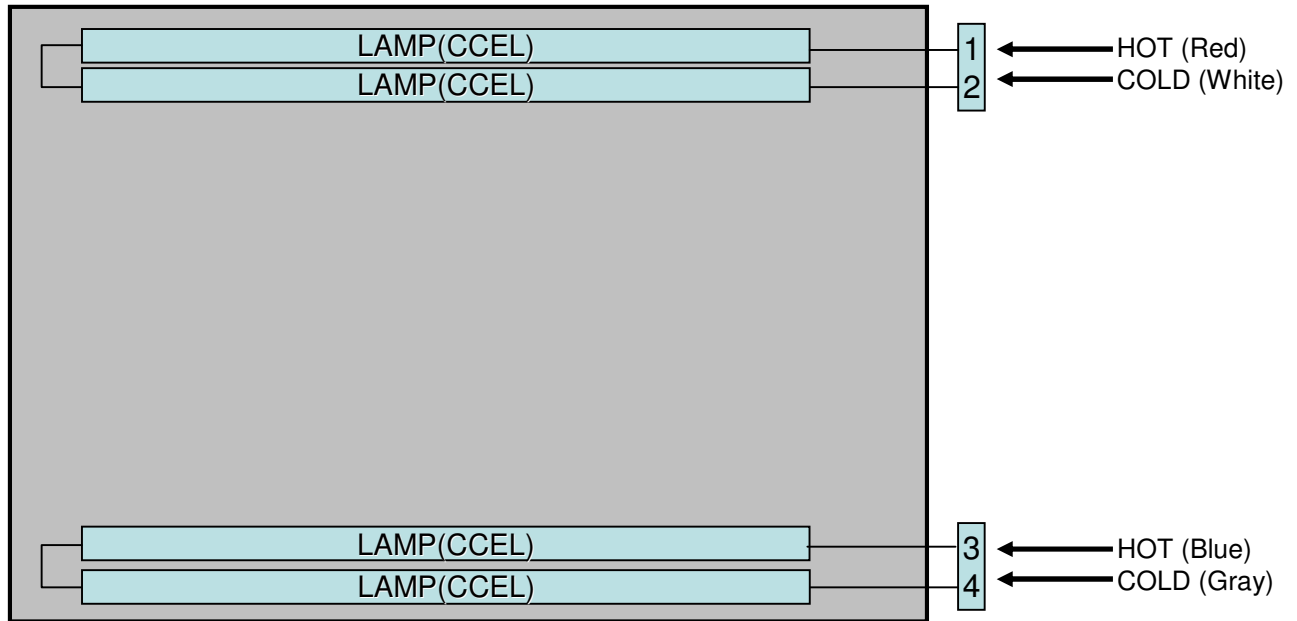 LAMP(CCEL) 1 HOT (Red)
LAMP(CCEL) 2 COLD (White)
LAMP(CCEL) 3 HOT (Blue)
LAMP(CCEL) 4 COLD (Gray)